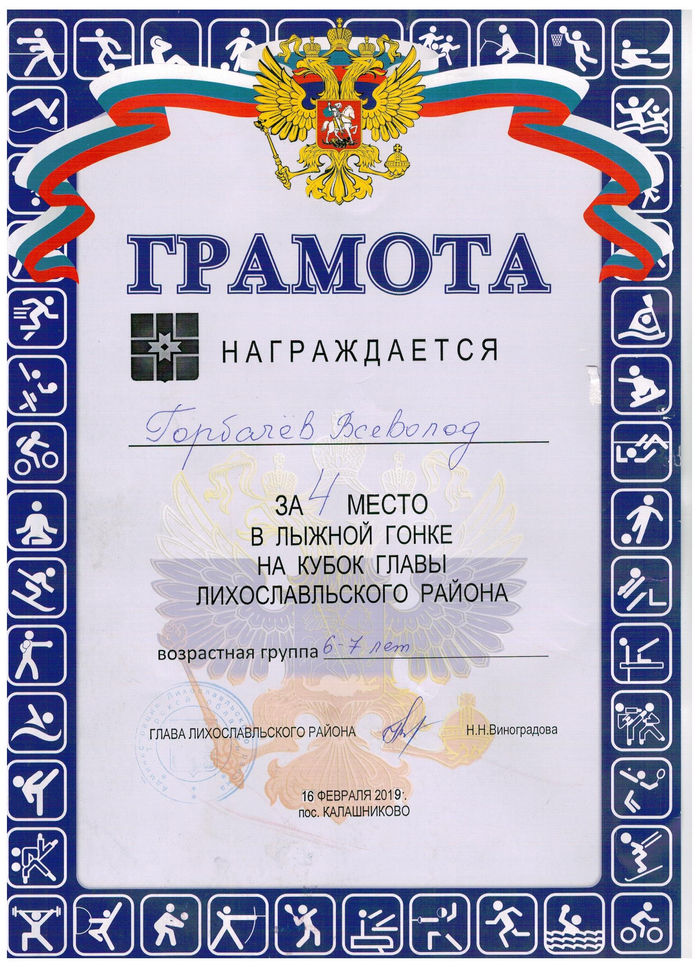 ГРАМОТА
НАГРАЖДАЕТСЯ
Горбачёв Всеволод
ЗА 4 МЕСТО
В ЛЫЖНОЙ ГОНКЕ
НА КУБОК ГЛАВЫ
ЛИХОСЛАВЛЬСКОГО РАЙОНА
возрастная группа 6-7 лет
ГЛАВА ЛИХОСЛАВЛЬСКОГО РАЙОНА Н.Н.Виноградова
16 ФЕВРАЛЯ 2019г.
пос. КАЛАШНИКОВО